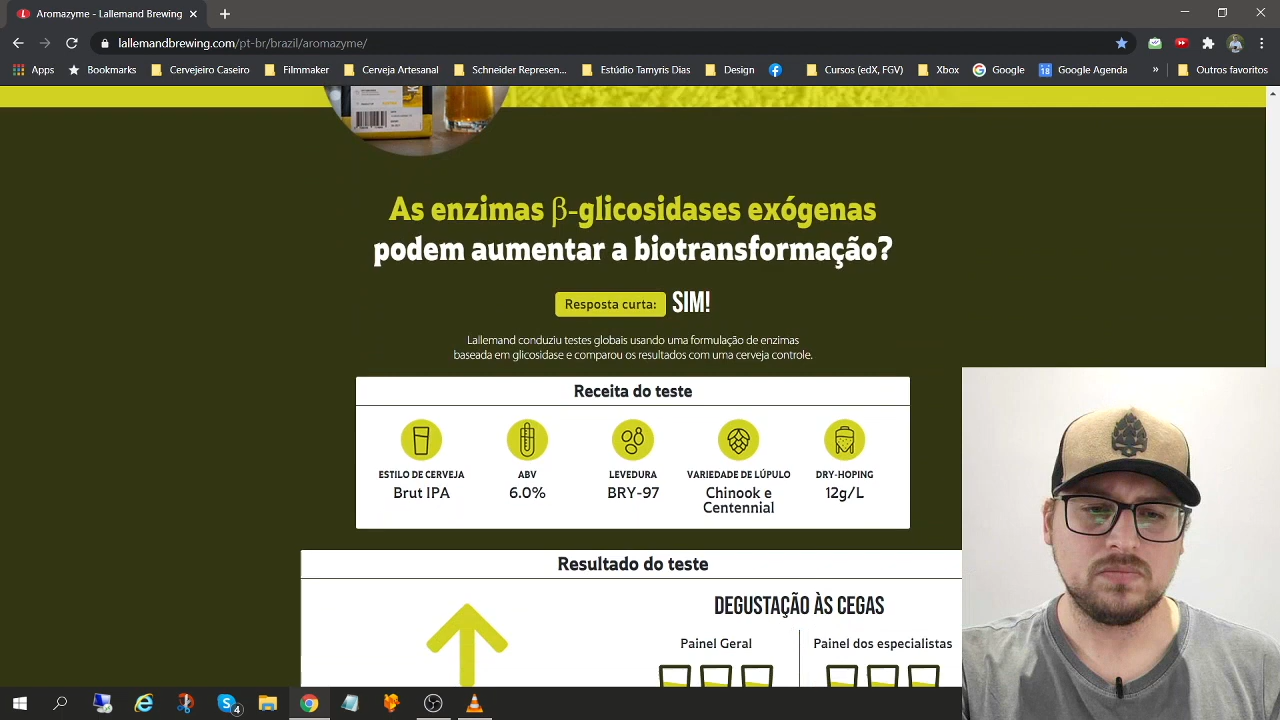 Aromazyme - Lallemand Brewing
lallemandbrewing.com/pt-br/brazil/aromazyme/
Apps Bookmarks Cervejeiro Caseiro Filmmaker Cerveja Artesanal Schneider Represen... Estúdio Tamyris Dias Design Cursos (edX, FGV) Xbox Google 18 Google Agenda » Outros favoritos
As enzimas β-glicosidases exógenas
podem aumentar a biotransformação?
Resposta curta: SIM!
Lallemand conduziu testes globais usando uma formulação de enzimas
baseada em glicosidase e comparou os resultados com uma cerveja controle.
Receita do teste
ESTILO DE CERVEJA ABV LEVEDURA VARIEDADE DE LÚPULO DRY-HOPING
Brut IPA 6.0% BRY-97 Chinook e 12g/L
Centennial
Resultado do teste
DEGUSTAÇÃO ÀS CEGAS
Painel Geral Painel dos especialistas
4